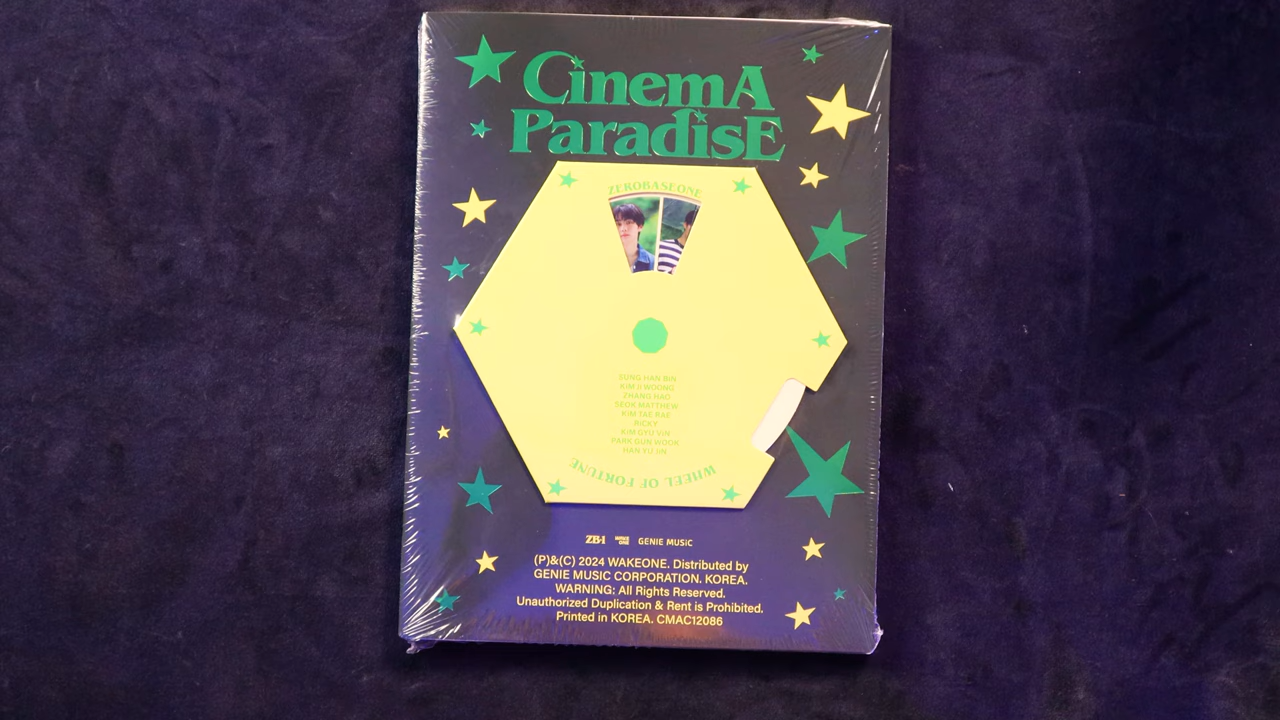 CinemA
ParadisE
ZEROBASEONE
SUNG HAN BIN
KIM JI WOONG
ZHANG HAO
SEOK MATTHEW
KIM TAE RAE
RICKY
KIM GYU VIN
PARK GUN WOOK
HAN YU JIN
WHEEL OF FORTUNE
ZB1 WAKE ONE GENIE MUSIC
(P)&(C) 2024 WAKEONE. Distributed by
GENIE MUSIC CORPORATION. KOREA.
WARNING: All Rights Reserved.
Unauthorized Duplication & Rent is Prohibited.
Printed in KOREA. CMAC12086